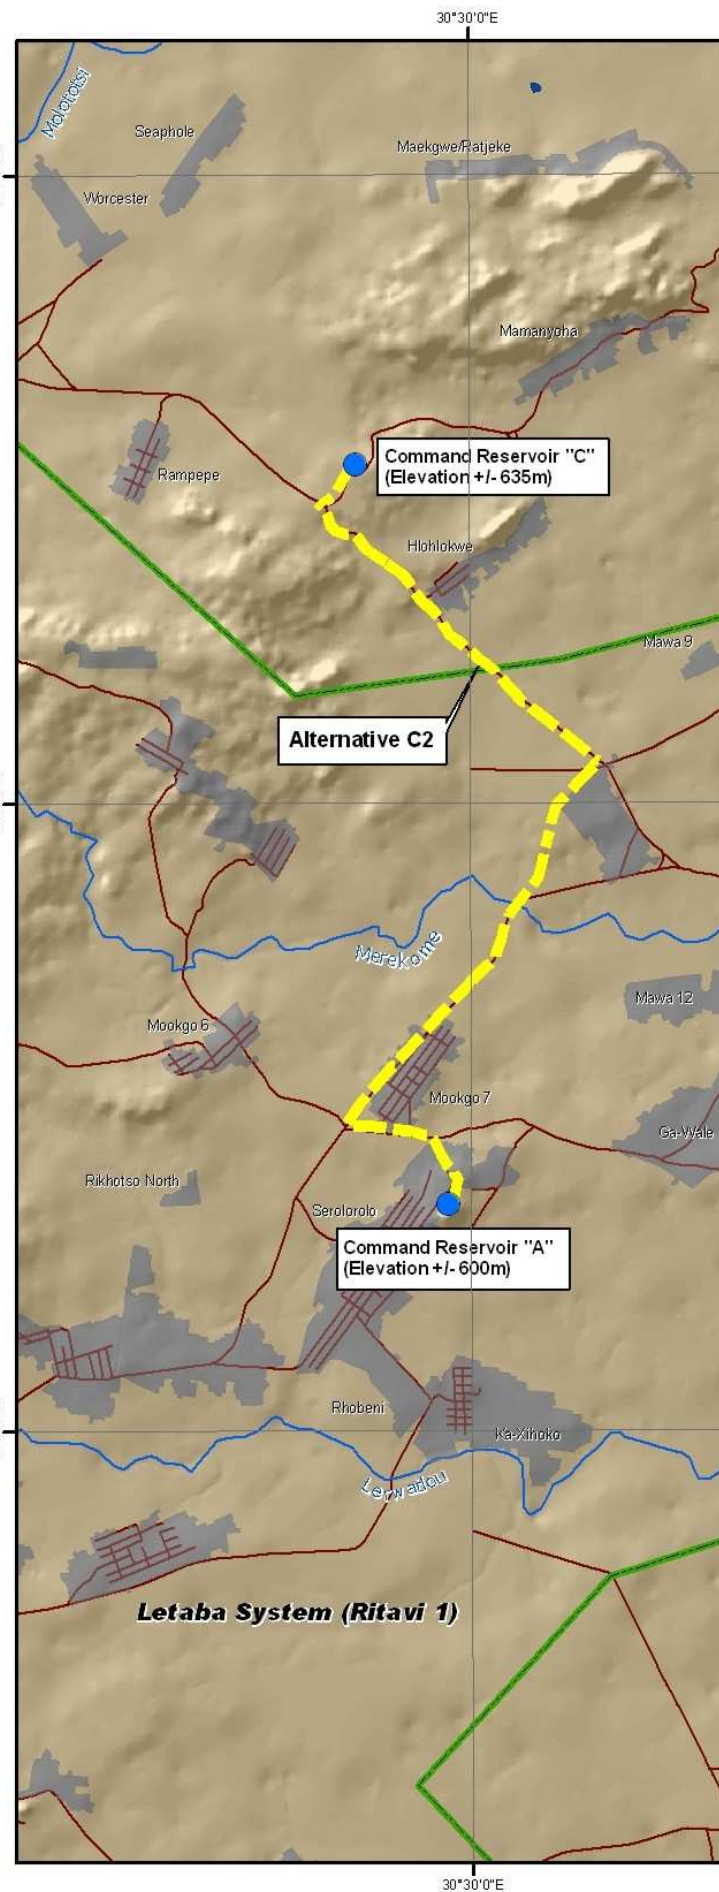 30°30'0"E
Molototsi
Seaphole
Maekgwe/Ratjeke
Worcester
Mamanyoha
Command Reservoir "C"
(Elevation +/- 635m)
Rampepe
Hlohlokwe
Mawa 9
Alternative C2
Merekome
Mawa 12
Mookgo 6
Mookgo 7
Ga-Wale
Rikhotso North
Serolorolo
Command Reservoir "A"
(Elevation +/- 600m)
Rhobeni
Ka-Xihoko
Lerwadou
Letaba System (Ritavi 1)
30°30'0"E